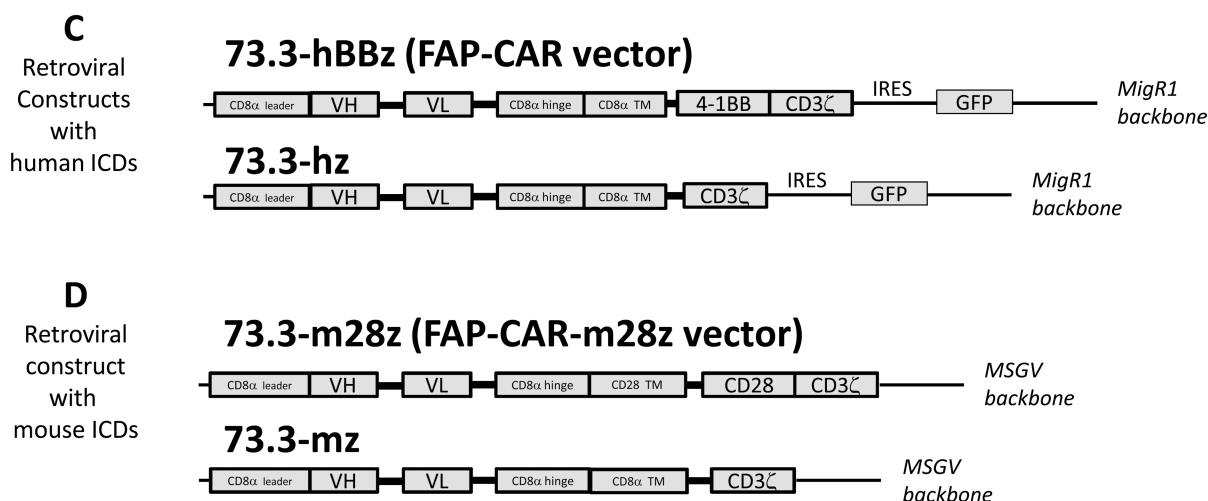 C
Retroviral
Constructs
with
human ICDs
73.3-hBBz (FAP-CAR vector)
CD8α leader VH VL CD8α hinge CD8α TM 4-1BB CD3ζ IRES GFP MigR1
backbone
73.3-hz
CD8α leader VH VL CD8α hinge CD8α TM CD3ζ IRES GFP MigR1
backbone
D
Retroviral
construct
with
mouse ICDs
73.3-m28z (FAP-CAR-m28z vector)
CD8α leader VH VL CD8α hinge CD28 TM CD28 CD3ζ MSGV
backbone
73.3-mz
CD8α leader VH VL CD8α hinge CD8α TM CD3ζ MSGV
backbone